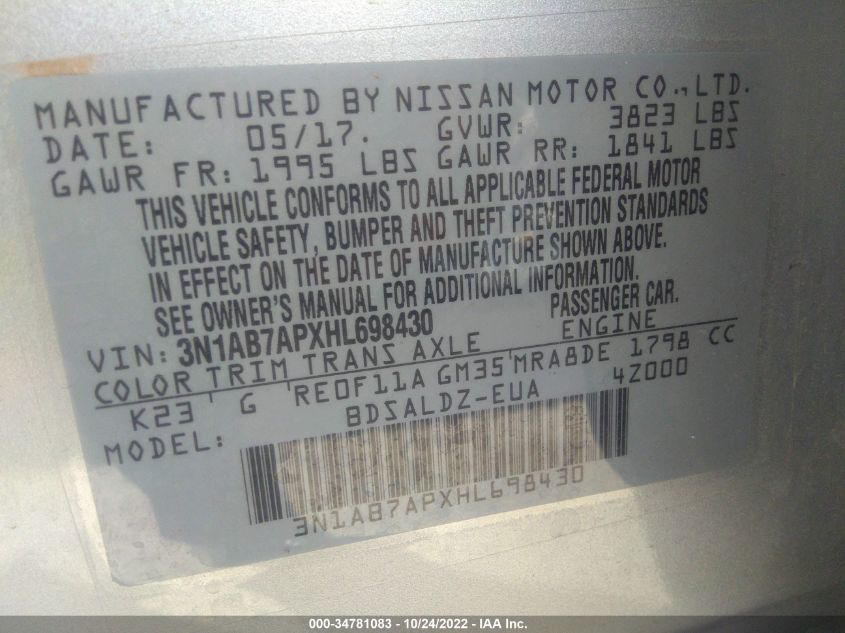 MANUFACTURED BY NISSAN MOTOR CO., LTD.
DATE: 05/17. GVWR: 3823 LBS
GAWR FR: 1995 LBS GAWR RR: 1841 LBS
THIS VEHICLE CONFORMS TO ALL APPLICABLE FEDERAL MOTOR
VEHICLE SAFETY, BUMPER AND THEFT PREVENTION STANDARDS
IN EFFECT ON THE DATE OF MANUFACTURE SHOWN ABOVE.
SEE OWNER'S MANUAL FOR ADDITIONAL INFORMATION.
VIN: 3N1AB7APXHL698430 PASSENGER CAR.
COLOR TRIM TRANS AXLE ENGINE
K23 G RE0F11A GM35 MRA8DE 1798 CC
MODEL: BDSALDZ-EUA 4Z000
3N1AB7APXHL698430
000-34781083 - 10/24/2022 - IAA Inc.